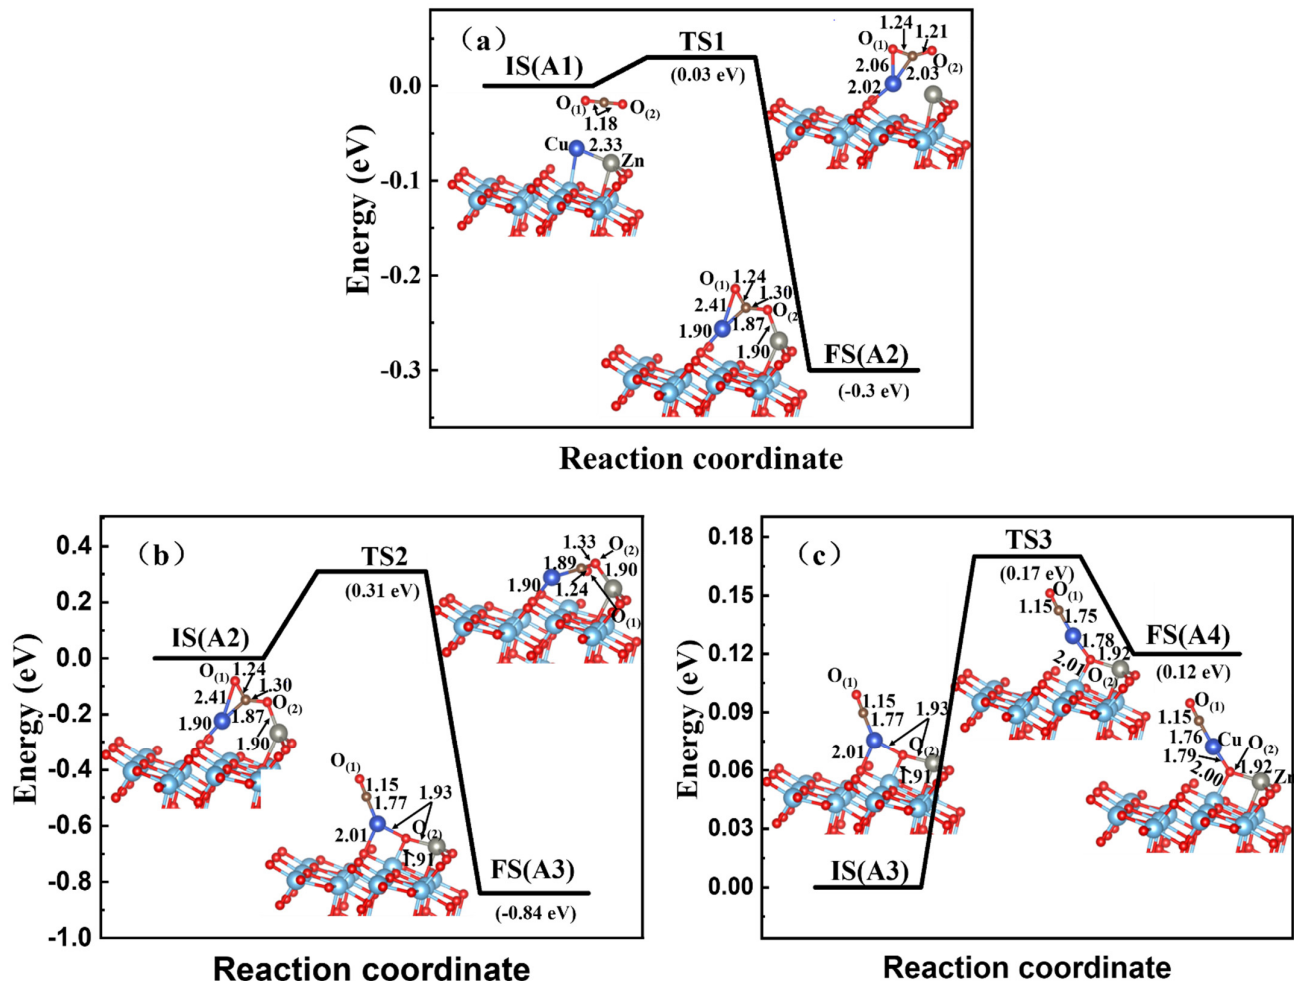 (a)
TS1
(0.03 eV)
IS(A1)
0.0
-0.1
-0.2
-0.3
Energy (eV)
O(1)
O(2)
1.18
Cu
2.33
Zn
1.24
1.21
O(1)
O(2)
2.06
2.03
2.02
O(1)
1.24
1.30
2.41
O(2)
1.90
1.87
1.90
FS(A2)
(-0.3 eV)
Reaction coordinate
(b)
TS2
(0.31 eV)
IS(A2)
0.4
0.2
0.0
-0.2
-0.4
-0.6
-0.8
-1.0
Energy (eV)
O(1)
1.24
1.30
2.41
O(2)
1.90
1.87
1.90
1.33
O(2)
1.89
1.90
1.90
1.24
O(1)
O(1)
1.15
1.77
1.93
2.01
O(2)
1.91
FS(A3)
(-0.84 eV)
Reaction coordinate
(c)
TS3
(0.17 eV)
0.18
0.15
0.12
0.09
0.06
0.03
0.00
Energy (eV)
IS(A3)
O(1)
1.15
1.77
1.93
2.01
O(2)
1.91
O(1)
1.15
1.75
1.78
1.92
2.01
O(2)
FS(A4)
(0.12 eV)
O(1)
1.15
1.76
Cu
O(2)
1.79
1.92
2.00
Zn
Reaction coordinate